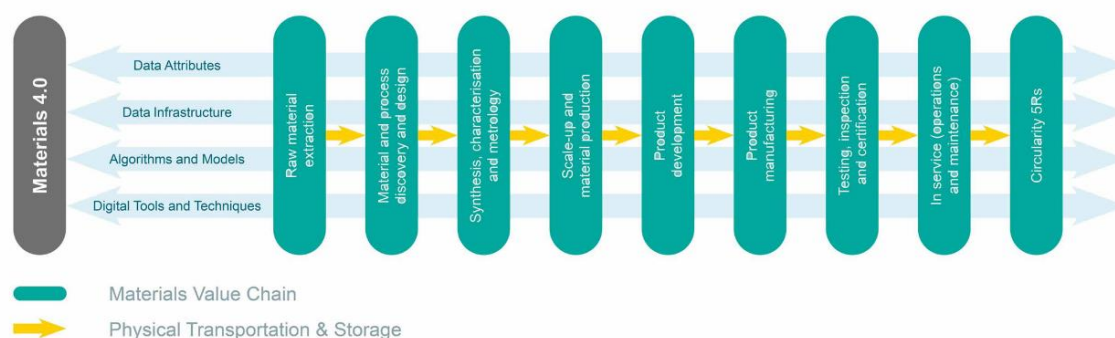 Materials 4.0
Data Attributes
Data Infrastructure
Algorithms and Models
Digital Tools and Techniques
Raw material
extraction
Material and process
discovery and design
Synthesis, characterisation
and metrology
Scale-up and
material production
Product
development
Product
manufacturing
Testing, inspection
and certification
In service (operations
and maintenance)
Circularity 5Rs
Materials Value Chain
Physical Transportation & Storage